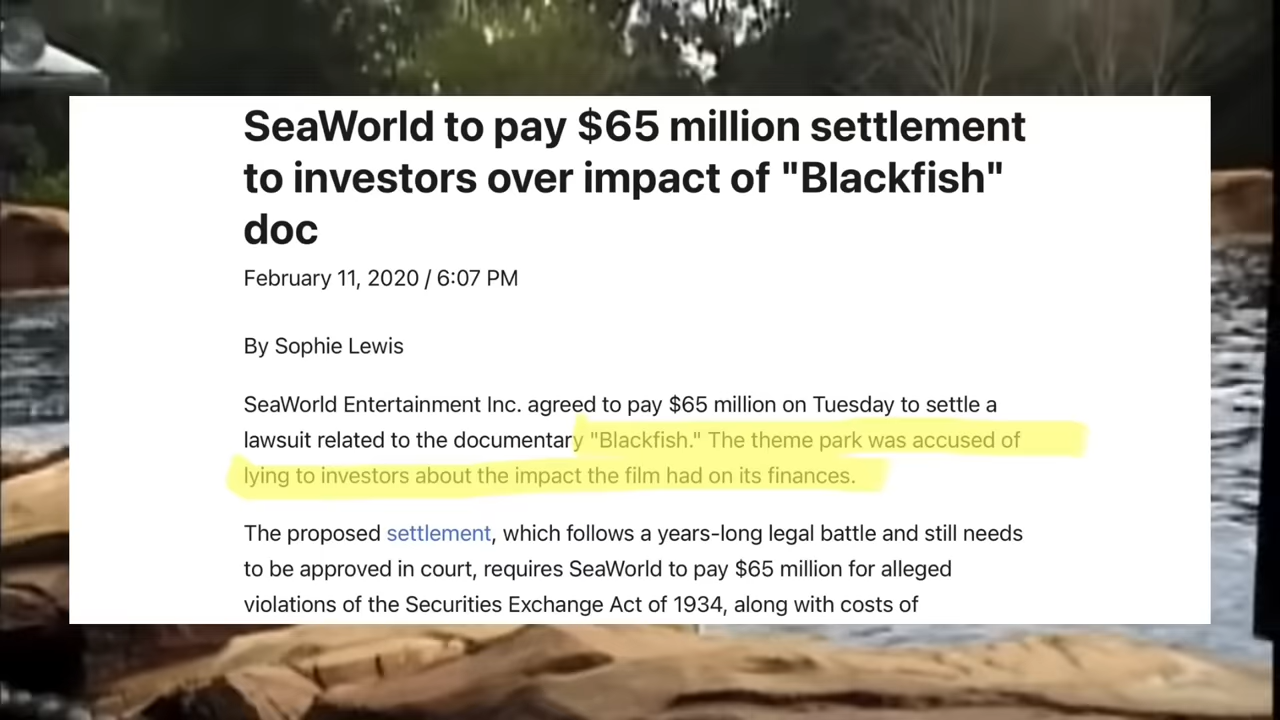 SeaWorld to pay $65 million settlement
to investors over impact of "Blackfish"
doc
February 11, 2020 / 6:07 PM
By Sophie Lewis
SeaWorld Entertainment Inc. agreed to pay $65 million on Tuesday to settle a
lawsuit related to the documentary "Blackfish." The theme park was accused of
lying to investors about the impact the film had on its finances.
The proposed settlement, which follows a years-long legal battle and still needs
to be approved in court, requires SeaWorld to pay $65 million for alleged
violations of the Securities Exchange Act of 1934, along with costs of